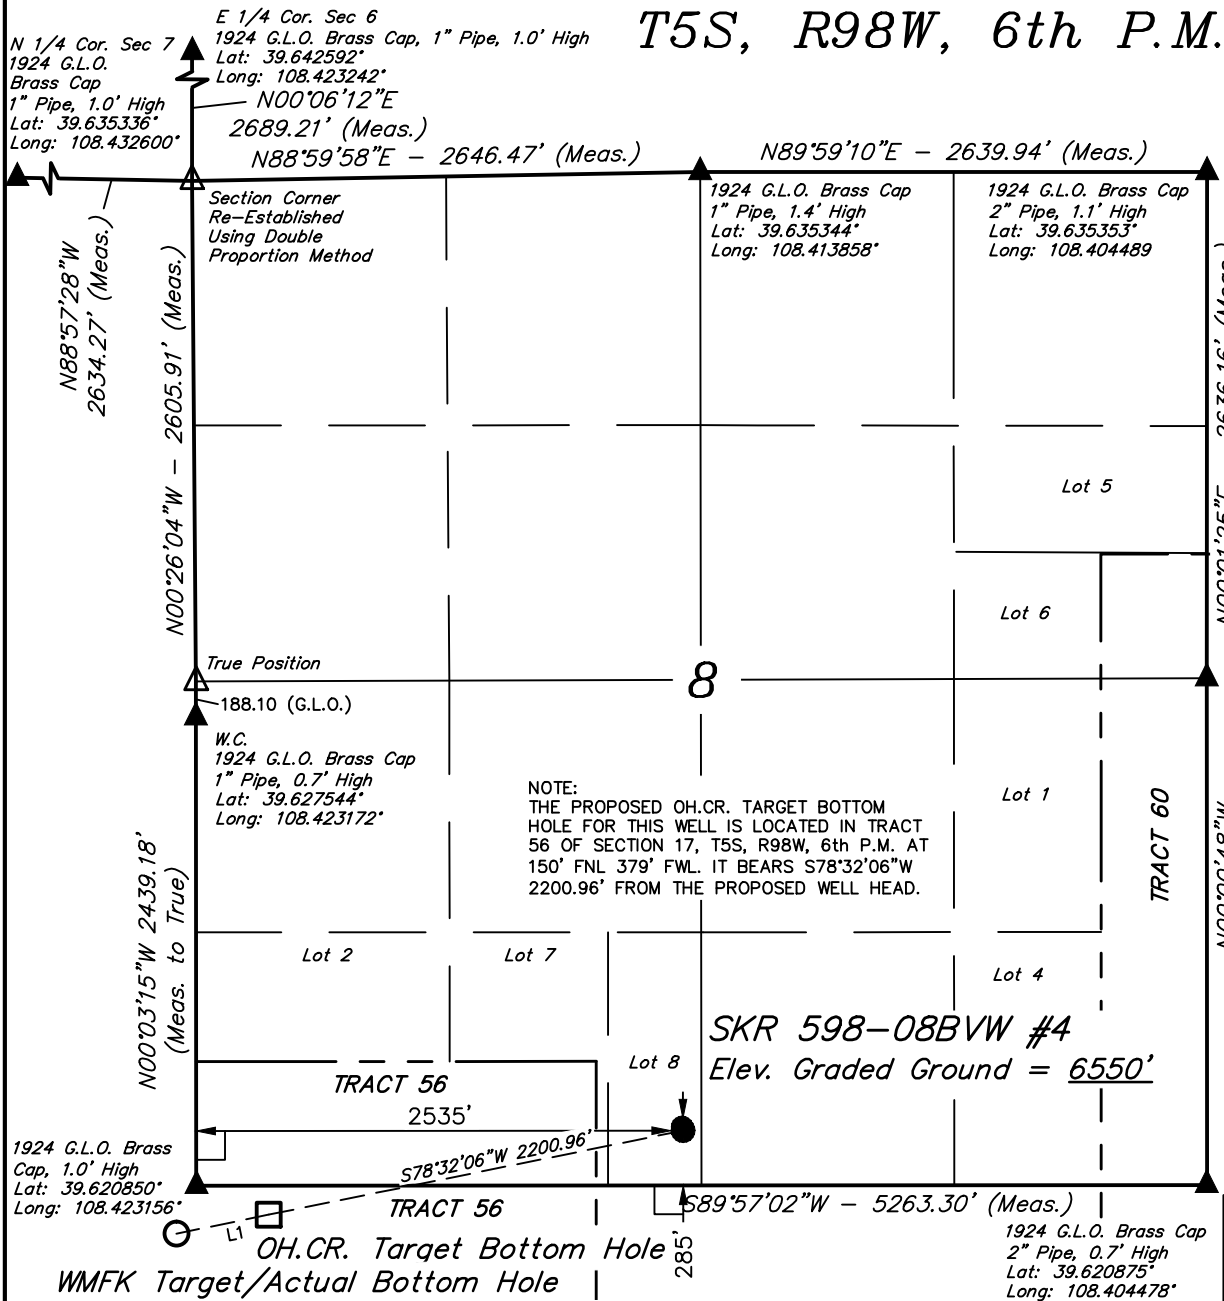 T5S, R98W, 6th P.M.
E 1/4 Cor. Sec 6
1924 G.L.O. Brass Cap, 1" Pipe, 1.0' High
Lat: 39.642592°
Long: 108.423242°
N 1/4 Cor. Sec 7
1924 G.L.O.
Brass Cap
1" Pipe, 1.0' High
Lat: 39.635336°
Long: 108.432600°
N00°06'12"E
2689.21' (Meas.)
N88°59'58"E - 2646.47' (Meas.)
N89°59'10"E - 2639.94' (Meas.)
Section Corner
Re-Established
Using Double
Proportion Method
1924 G.L.O. Brass Cap
1" Pipe, 1.4' High
Lat: 39.635344°
Long: 108.413858°
1924 G.L.O. Brass Cap
2" Pipe, 1.1' High
Lat: 39.635353°
Long: 108.404489
N88°57'28"W
2634.27' (Meas.)
N00°26'04"W - 2605.91' (Meas.)
Lot 5
Lot 6
True Position
8
188.10 (G.L.O.)
W.C.
1924 G.L.O. Brass Cap
1" Pipe, 0.7' High
Lat: 39.627544°
Long: 108.423172°
NOTE:
THE PROPOSED OH.CR. TARGET BOTTOM
HOLE FOR THIS WELL IS LOCATED IN TRACT
56 OF SECTION 17, T5S, R98W, 6th P.M. AT
150' FNL 379' FWL. IT BEARS S78°32'06"W
2200.96' FROM THE PROPOSED WELL HEAD.
Lot 1
TRACT 60
N00°03'15"W 2439.18'
(Meas. to True)
Lot 2
Lot 7
Lot 4
SKR 598-08BVW #4
Elev. Graded Ground = 6550'
Lot 8
TRACT 56
2535'
S78°32'06"W 2200.96'
1924 G.L.O. Brass
Cap, 1.0' High
Lat: 39.620850°
Long: 108.423156°
TRACT 56
S89°57'02"W - 5263.30' (Meas.)
L1
285'
OH.CR. Target Bottom Hole
WMFK Target/Actual Bottom Hole
1924 G.L.O. Brass Cap
2" Pipe, 0.7' High
Lat: 39.620875°
Long: 108.404478°